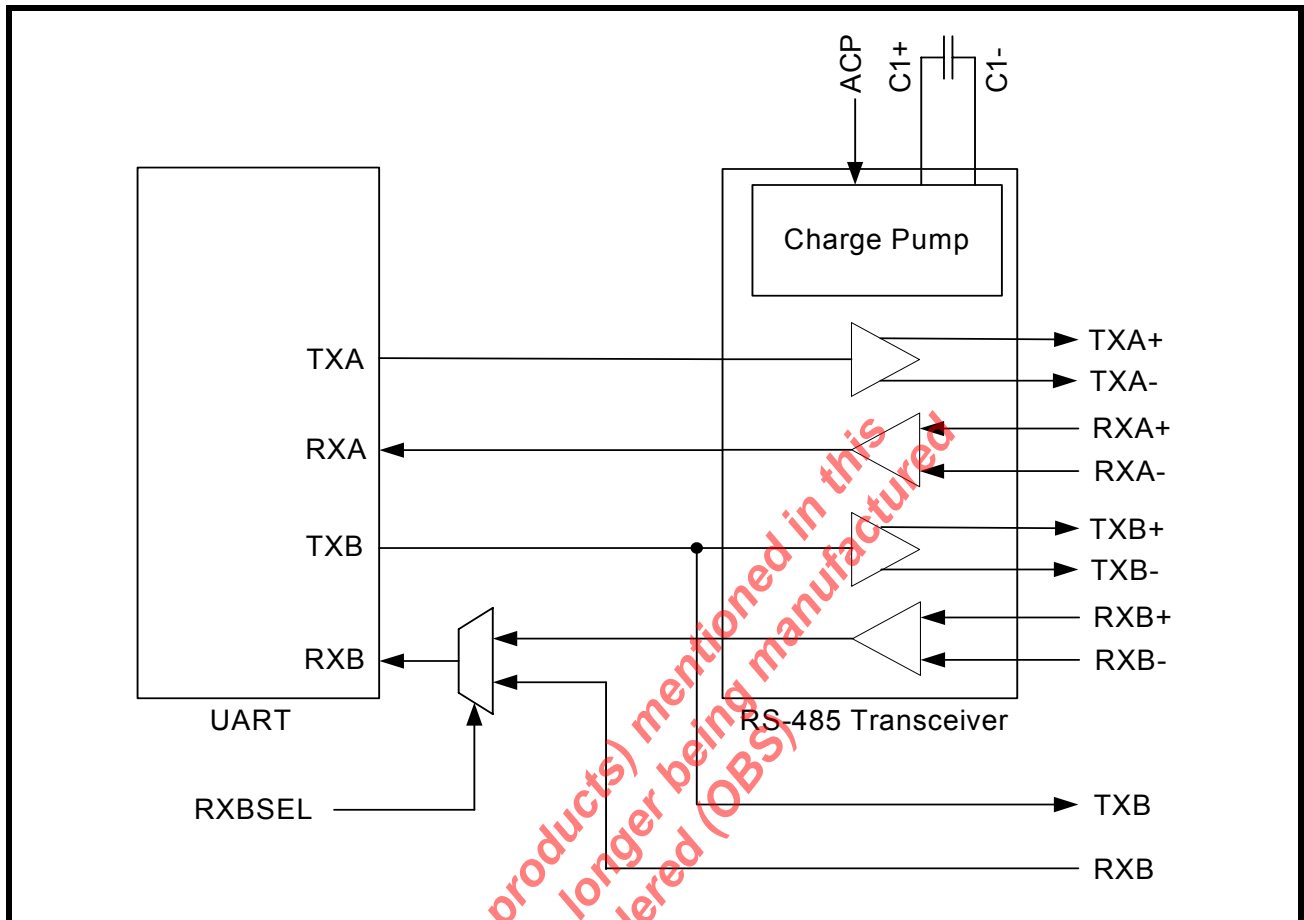 ACP
C1+
C1-
Charge Pump
TXA
TXA+
TXA-
RXA
RXA+
RXA-
TXB
TXB+
TXB-
RXB
RXB+
RXB-
UART
RS-485 Transceiver
RXBSEL
TXB
RXB
products) mentioned in this
longer being manufactured
(OBS)